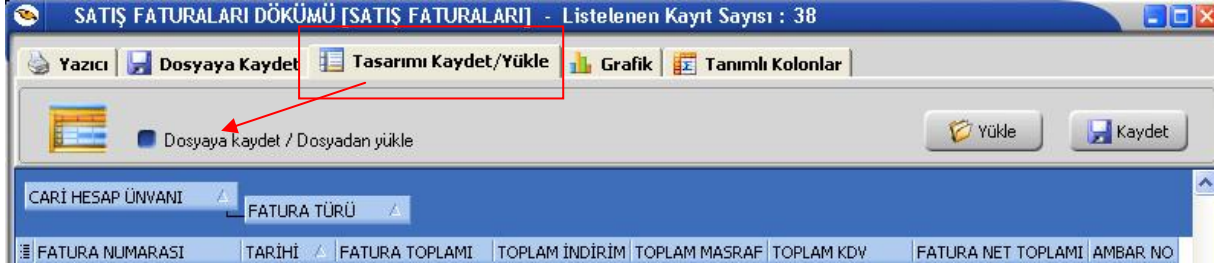 SATIŞ FATURALARI DÖKÜMÜ [SATIŞ FATURALARI] - Listelenen Kayıt Sayısı : 38
Yazıcı Dosyaya Kaydet Tasarımı Kaydet/Yükle Grafik Tanımlı Kolonlar
Dosyaya kaydet / Dosyadan yükle Yükle Kaydet
CARİ HESAP ÜNVANI
FATURA TÜRÜ
FATURA NUMARASI TARİHİ FATURA TOPLAMI TOPLAM İNDİRİM TOPLAM MASRAF TOPLAM KDV FATURA NET TOPLAMI AMBAR NO